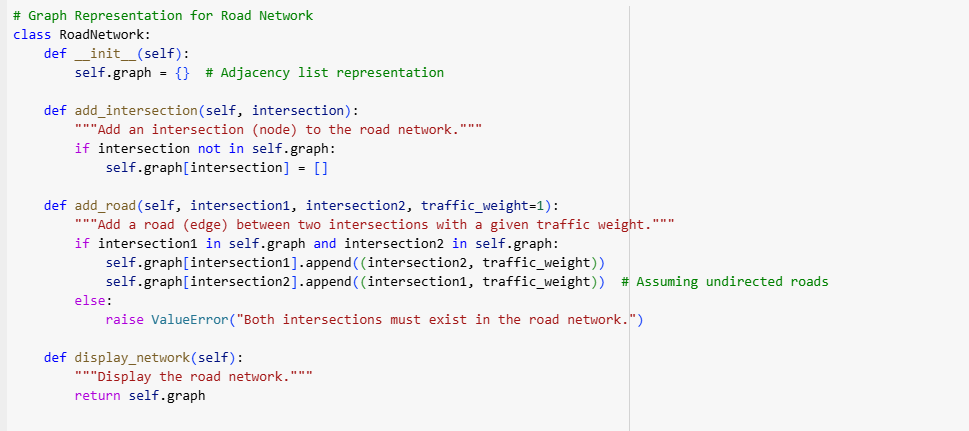 # Graph Representation for Road Network
class RoadNetwork:
    def __init__(self):
        self.graph = {}  # Adjacency list representation

    def add_intersection(self, intersection):
        """Add an intersection (node) to the road network."""
        if intersection not in self.graph:
            self.graph[intersection] = []

    def add_road(self, intersection1, intersection2, traffic_weight=1):
        """Add a road (edge) between two intersections with a given traffic weight."""
        if intersection1 in self.graph and intersection2 in self.graph:
            self.graph[intersection1].append((intersection2, traffic_weight))
            self.graph[intersection2].append((intersection1, traffic_weight))  # Assuming undirected roads
        else:
            raise ValueError("Both intersections must exist in the road network.")

    def display_network(self):
        """Display the road network."""
        return self.graph